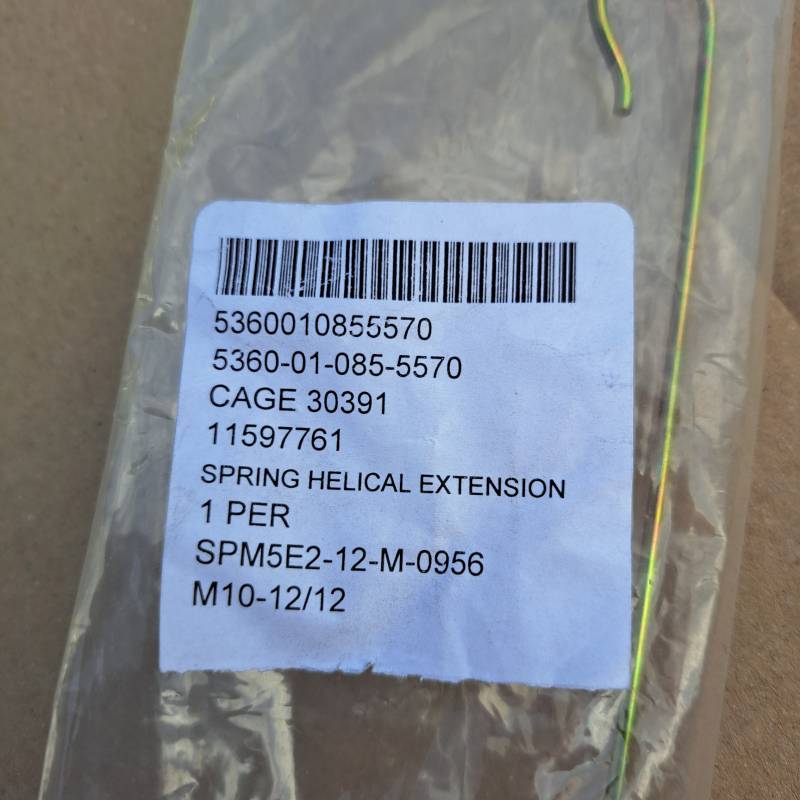 5360010855570
5360-01-085-5570
CAGE 30391
11597761
SPRING HELICAL EXTENSION
1 PER
SPM5E2-12-M-0956
M10-12/12